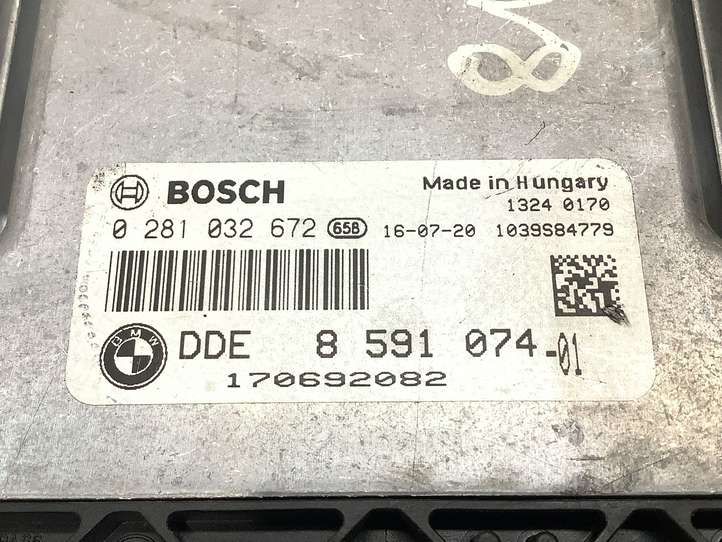 BOSCH
Made in Hungary
1324 0170
0 281 032 672 65B 16-07-20 1039S84779
BMW
DDE 8 591 074-01
170692082